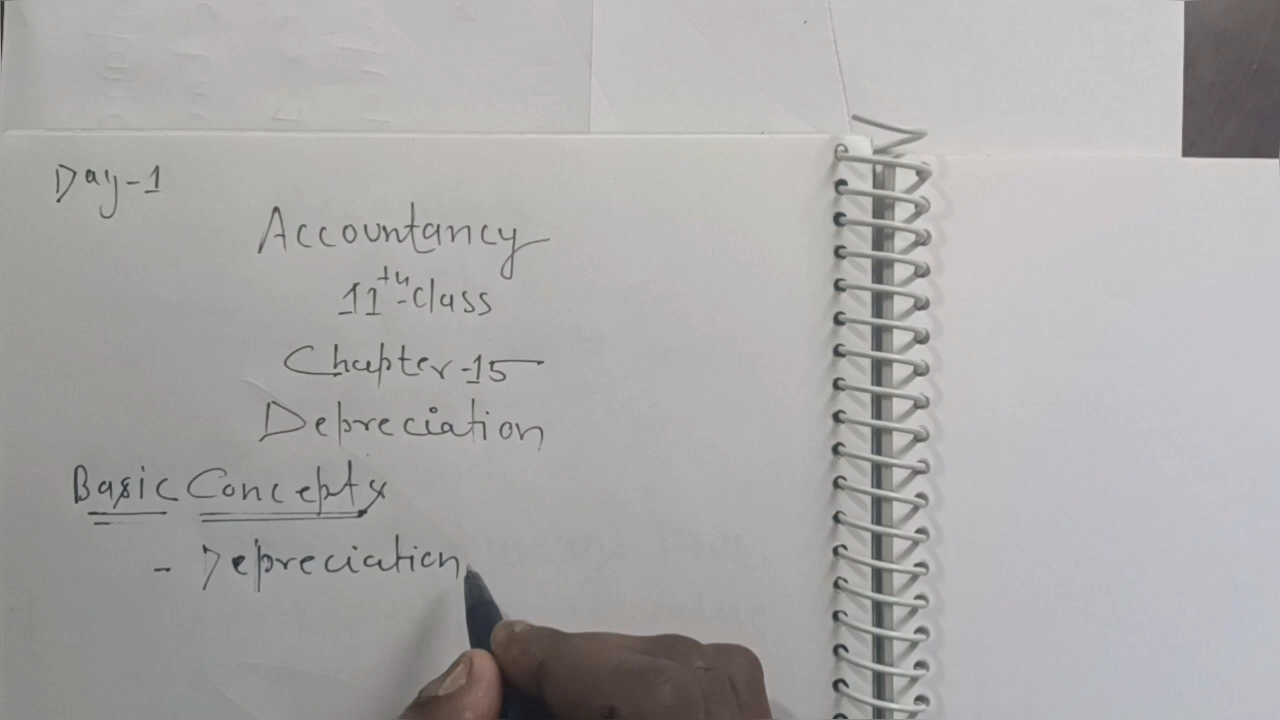 Day-1
Accountancy
11th-Class
Chapter-15
Depreciation
Basic Concepts
- Depreciation